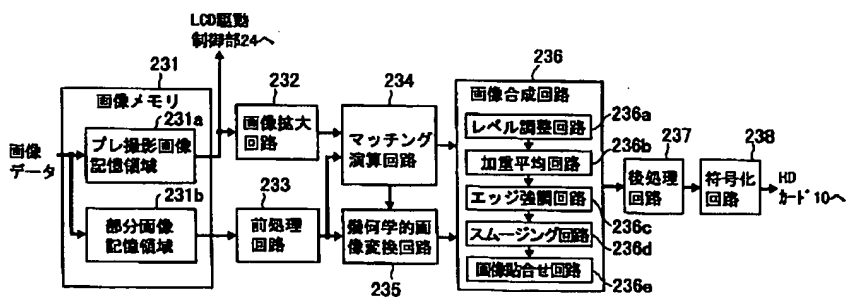 LCD駆動
制御部24へ
231
画像メモリ
231a
プレ撮影画像
記憶領域
231b
部分画像
記憶領域
画像
データ
232
画像拡大
回路
233
前処理
回路
234
マッチング
演算回路
幾何学的画
像変換回路
235
236
画像合成回路
236a
レベル調整回路
236b
加重平均回路
エッジ強調回路
236c
スムージング回路
236d
画像貼合せ回路
236e
237
後処理
回路
238
符号化
回路
HD
カード10へ